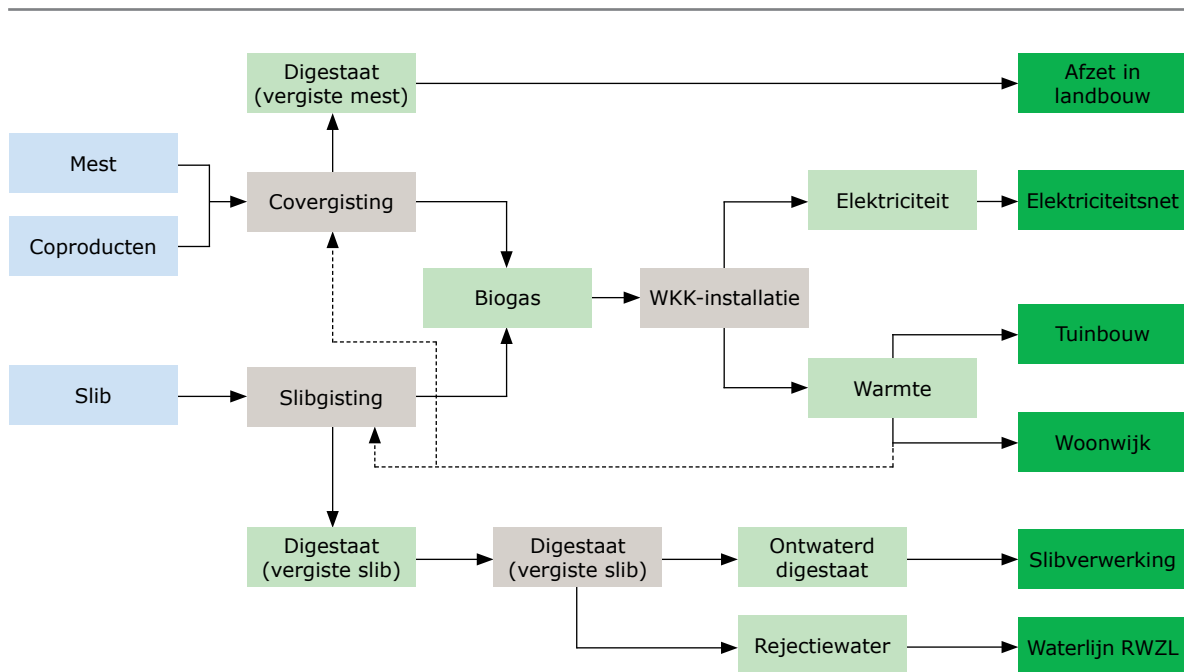 Digestaat
(vergiste mest)
Afzet in
landbouw
Mest
Covergisting
Elektriciteit
Elektriciteitsnet
Coproducten
Biogas
WKK-installatie
Tuinbouw
Slib
Slibgisting
Warmte
Woonwijk
Digestaat
(vergiste slib)
Digestaat
(vergiste slib)
Ontwaterd
digestaat
Slibverwerking
Rejectiewater
Waterlijn RWZL